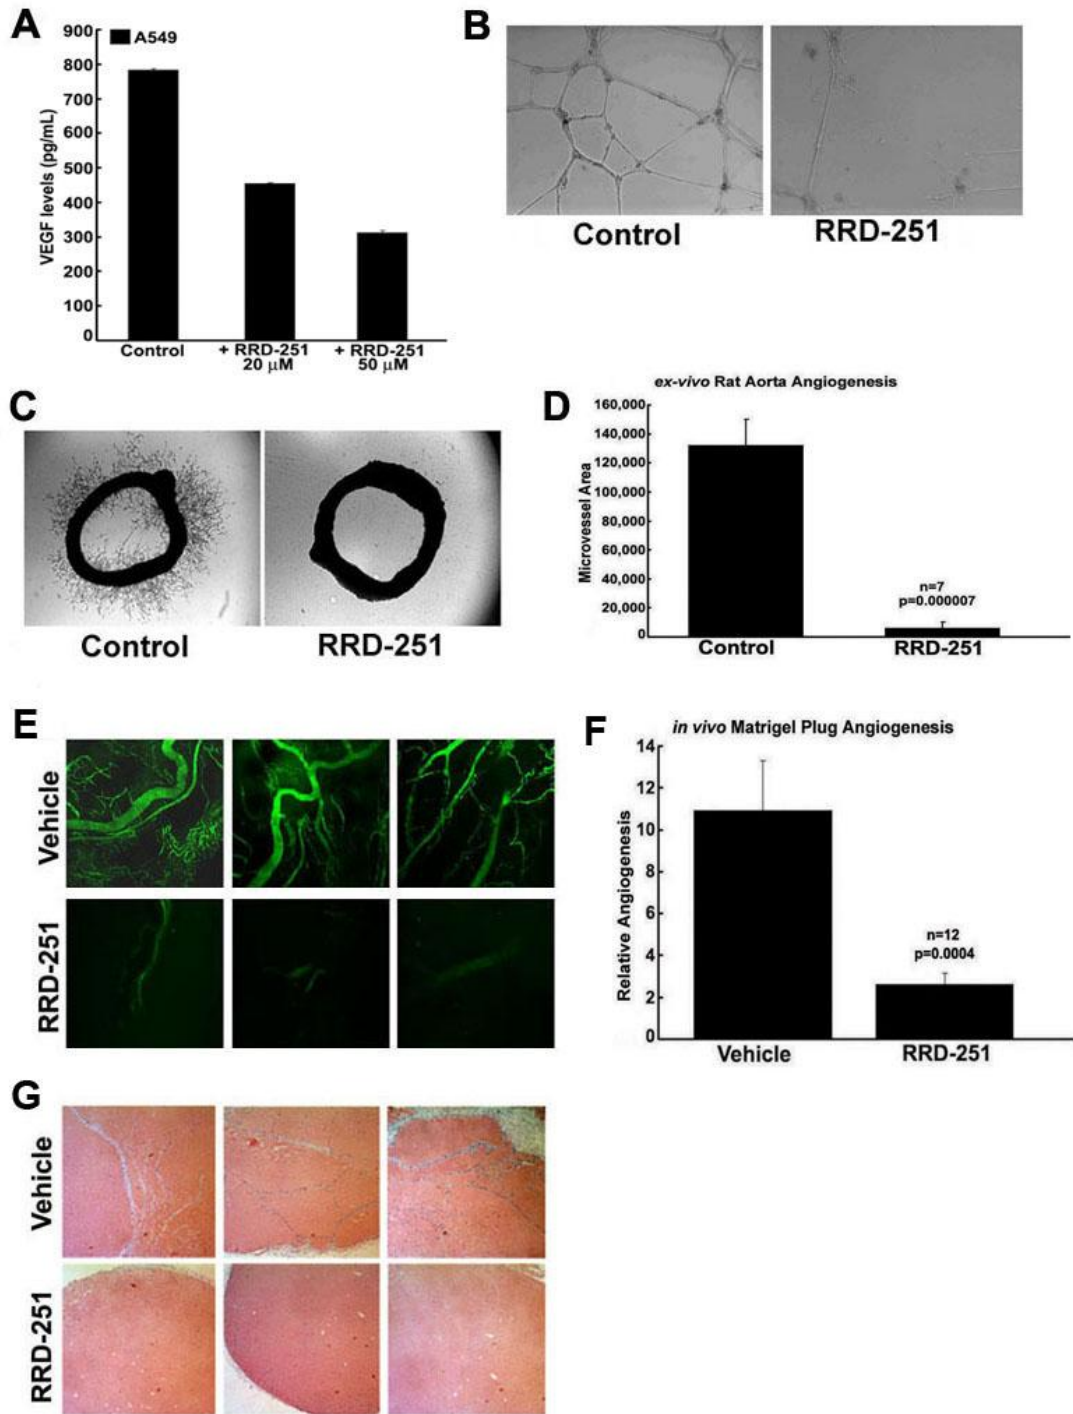 A
A549
VEGF levels (pg/mL)
900
800
700
600
500
400
300
200
100
0
Control
+ RRD-251
20 μM
+ RRD-251
50 μM
B
Control
RRD-251
C
Control
RRD-251
D
ex-vivo Rat Aorta Angiogenesis
Microvessel Area
160,000
140,000
120,000
100,000
80,000
60,000
40,000
20,000
0
n=7
p=0.000007
Control
RRD-251
E
Vehicle
RRD-251
F
in vivo Matrigel Plug Angiogenesis
Relative Angiogenesis
14
12
10
8
6
4
2
0
n=12
p=0.0004
Vehicle
RRD-251
G
Vehicle
RRD-251